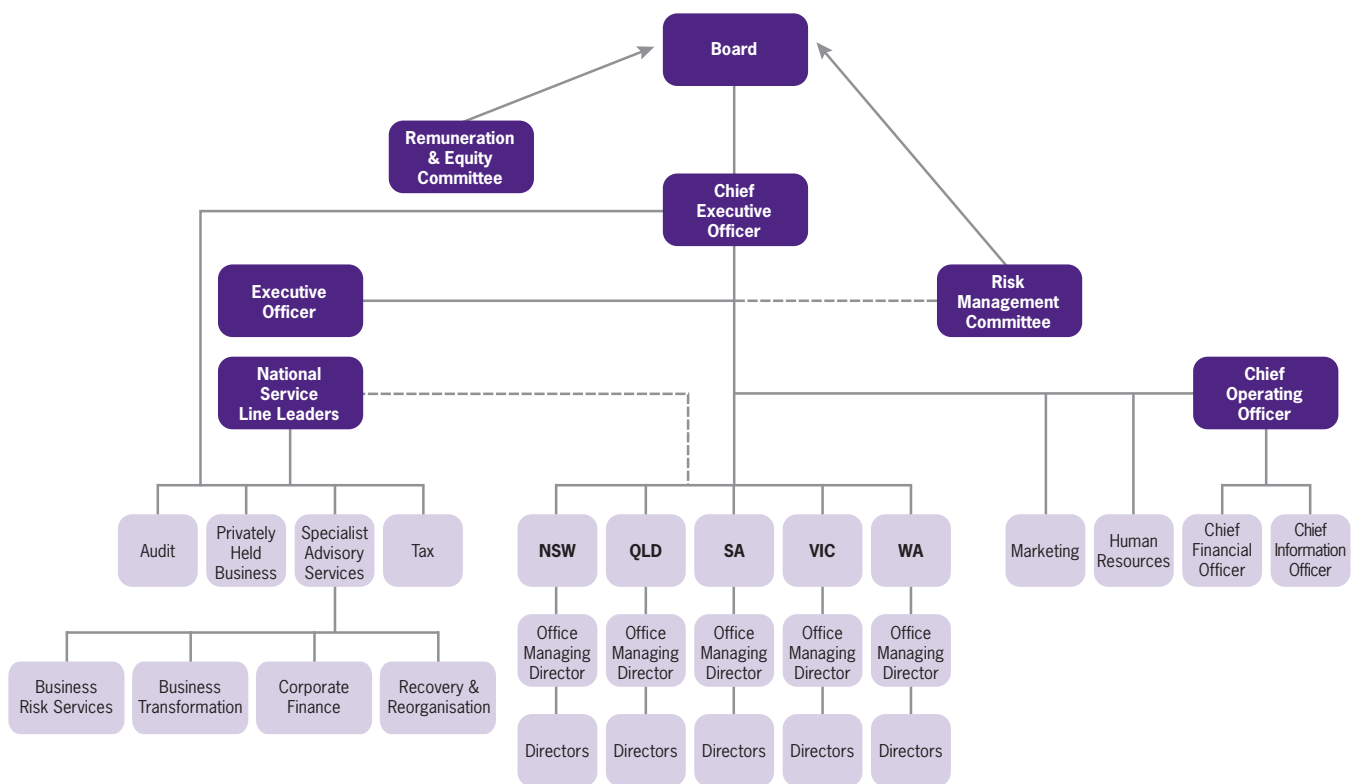 Board
Remuneration
& Equity
Committee
Chief
Executive
Officer
Executive
Officer
Risk
Management
Committee
National
Service
Line Leaders
Chief
Operating
Officer
Audit
Privately
Held
Business
Specialist
Advisory
Services
Tax
NSW
QLD
SA
VIC
WA
Marketing
Human
Resources
Chief
Financial
Officer
Chief
Information
Officer
Office
Managing
Director
Office
Managing
Director
Office
Managing
Director
Office
Managing
Director
Office
Managing
Director
Business
Risk Services
Business
Transformation
Corporate
Finance
Recovery &
Reorganisation
Directors
Directors
Directors
Directors
Directors